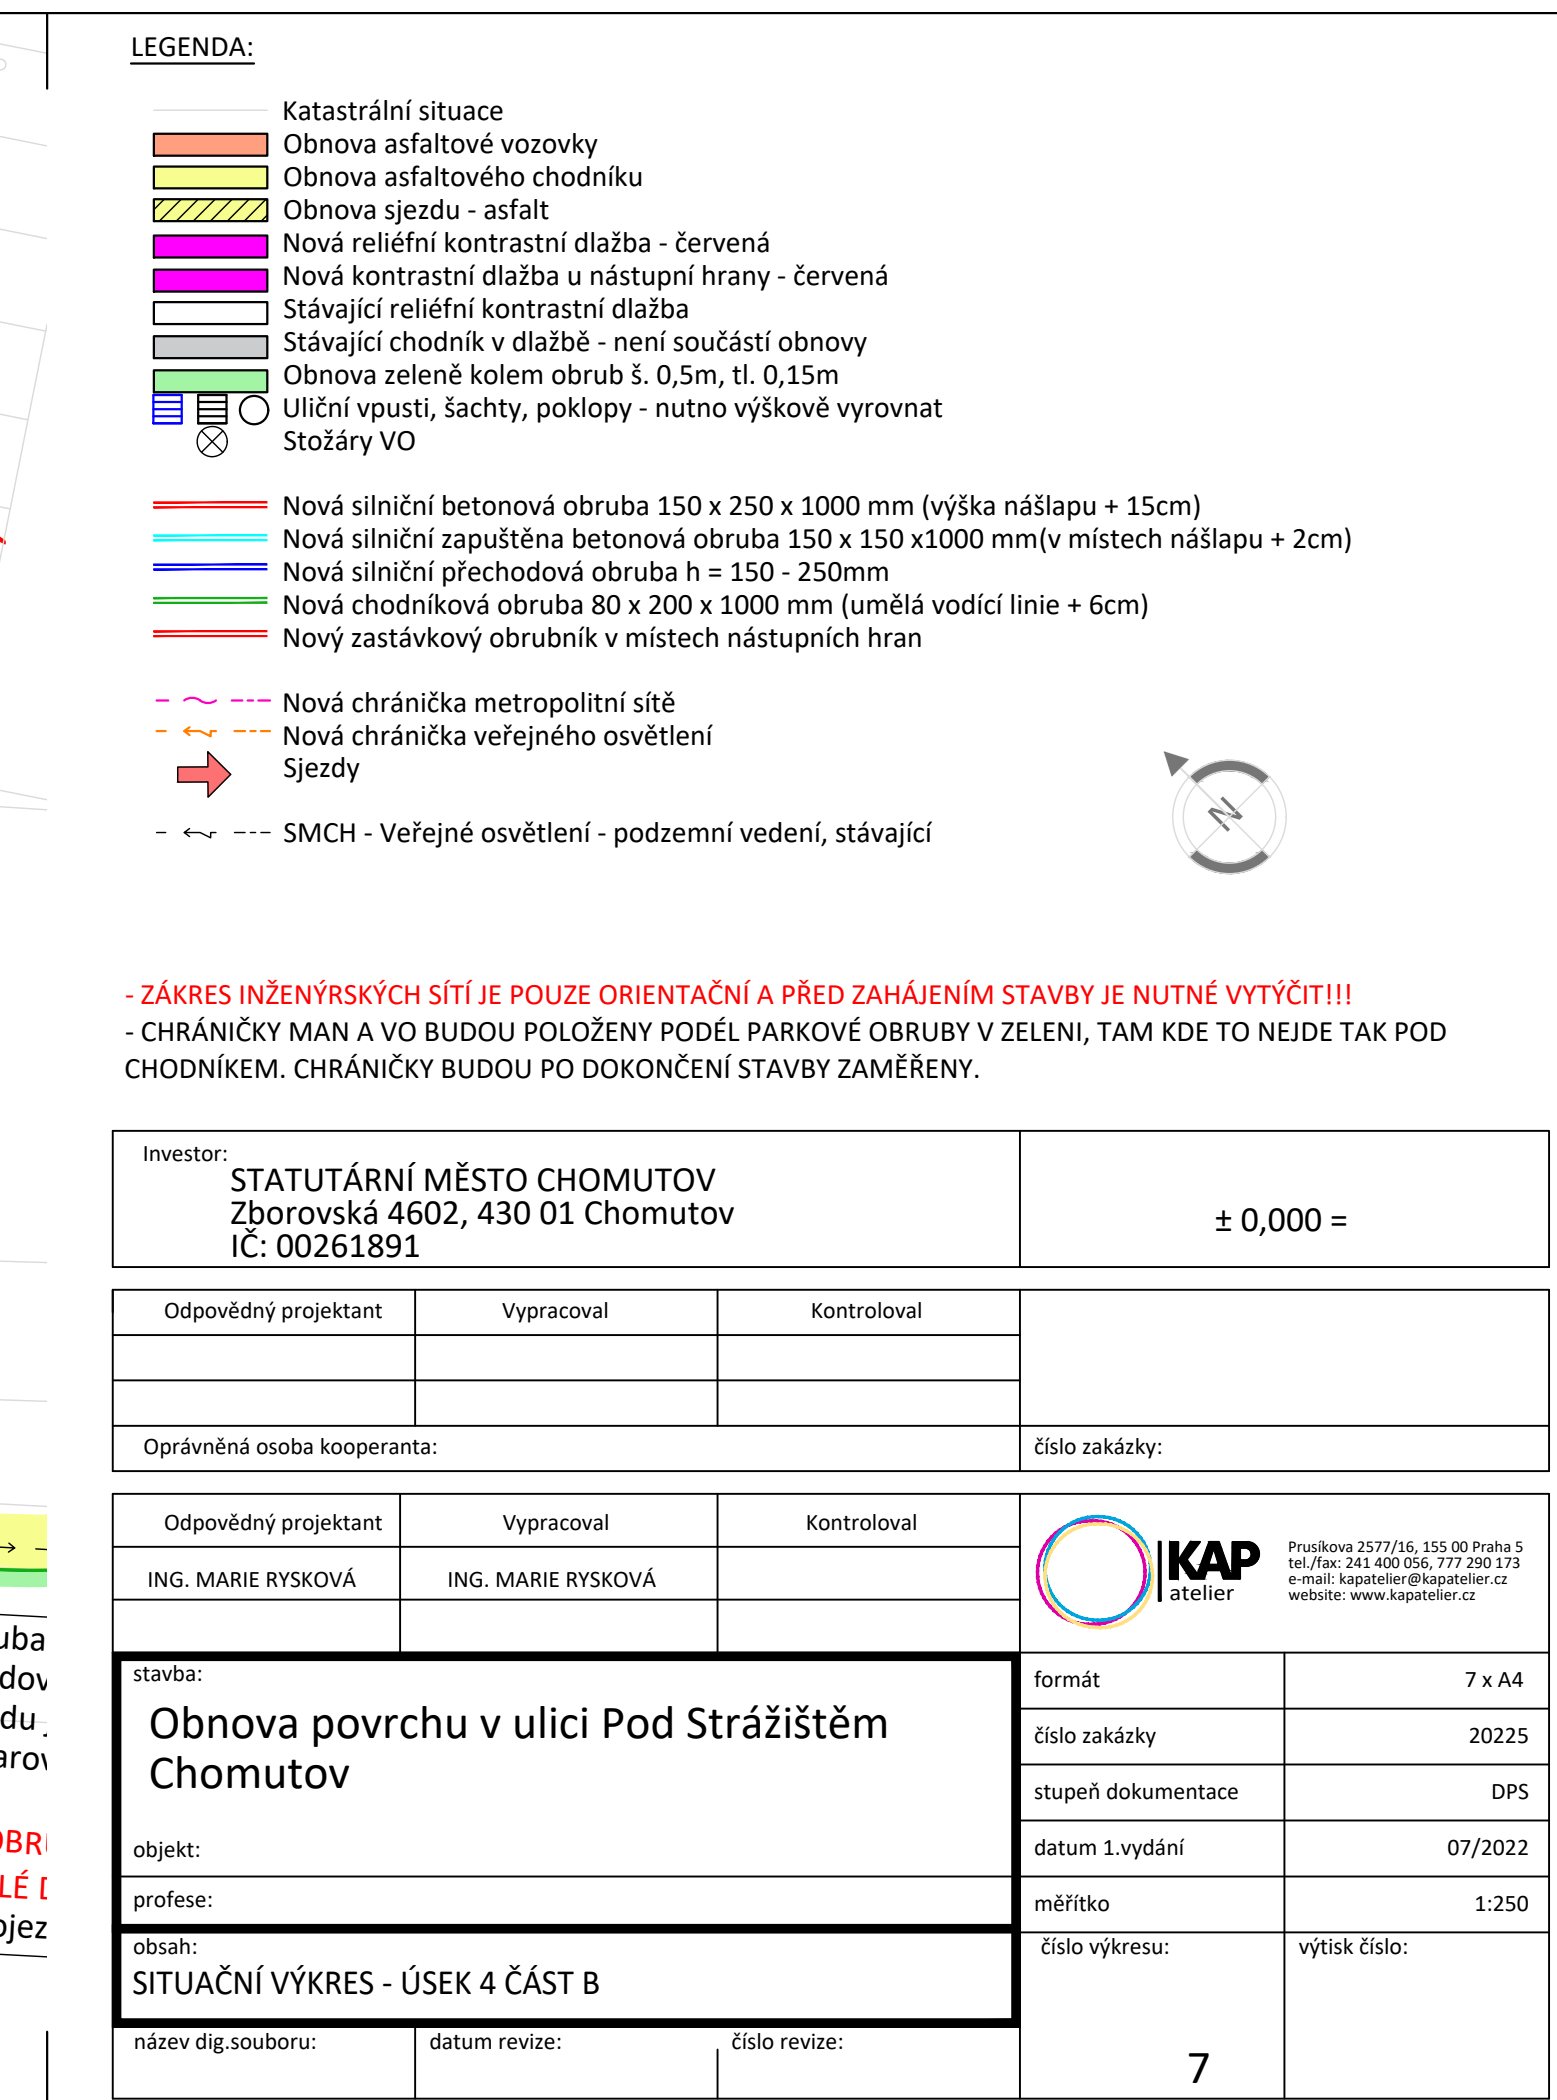 LEGENDA:
Katastrální situace
Obnova asfaltové vozovky
Obnova asfaltového chodníku
Obnova sjezdu - asfalt
Nová reliéfní kontrastní dlažba - červená
Nová kontrastní dlažba u nástupní hrany - červená
Stávající reliéfní kontrastní dlažba
Stávající chodník v dlažbě - není součástí obnovy
Obnova zeleně kolem obrub š. 0,5m, tl. 0,15m
Uliční vpusti, šachty, poklopy - nutno výškově vyrovnat
Stožáry VO
Nová silniční betonová obruba 150 x 250 x 1000 mm (výška nášlapu + 15cm)
Nová silniční zapuštěna betonová obruba 150 x 150 x1000 mm(v místech nášlapu + 2cm)
Nová silniční přechodová obruba h = 150 - 250mm
Nová chodníková obruba 80 x 200 x 1000 mm (umělá vodící linie + 6cm)
Nový zastávkový obrubník v místech nástupních hran
Nová chránička metropolitní sítě
Nová chránička veřejného osvětlení
Sjezdy
SMCH - Veřejné osvětlení - podzemní vedení, stávající
N
- ZÁKRES INŽENÝRSKÝCH SÍTÍ JE POUZE ORIENTAČNÍ A PŘED ZAHÁJENÍM STAVBY JE NUTNÉ VYTÝČIT!!!
- CHRÁNIČKY MAN A VO BUDOU POLOŽENY PODÉL PARKOVÉ OBRUBY V ZELENI, TAM KDE TO NEJDE TAK POD
CHODNÍKEM. CHRÁNIČKY BUDOU PO DOKONČENÍ STAVBY ZAMĚŘENY.
Investor:
STATUTÁRNÍ MĚSTO CHOMUTOV
Zborovská 4602, 430 01 Chomutov
IČ: 00261891
± 0,000 =
Odpovědný projektant Vypracoval Kontroloval
Oprávněná osoba kooperanta: číslo zakázky:
Odpovědný projektant Vypracoval Kontroloval
ING. MARIE RYSKOVÁ ING. MARIE RYSKOVÁ
KAP
atelier
Prusíkova 2577/16, 155 00 Praha 5
tel./fax: 241 400 056, 777 290 173
e-mail: kapatelier@kapatelier.cz
website: www.kapatelier.cz
stavba:
Obnova povrchu v ulici Pod Strážištěm
Chomutov
objekt:
profese:
obsah:
SITUAČNÍ VÝKRES - ÚSEK 4 ČÁST B
název dig.souboru: datum revize: číslo revize:
formát 7 x A4
číslo zakázky 20225
stupeň dokumentace DPS
datum 1.vydání 07/2022
měřítko 1:250
číslo výkresu: výtisk číslo:
7